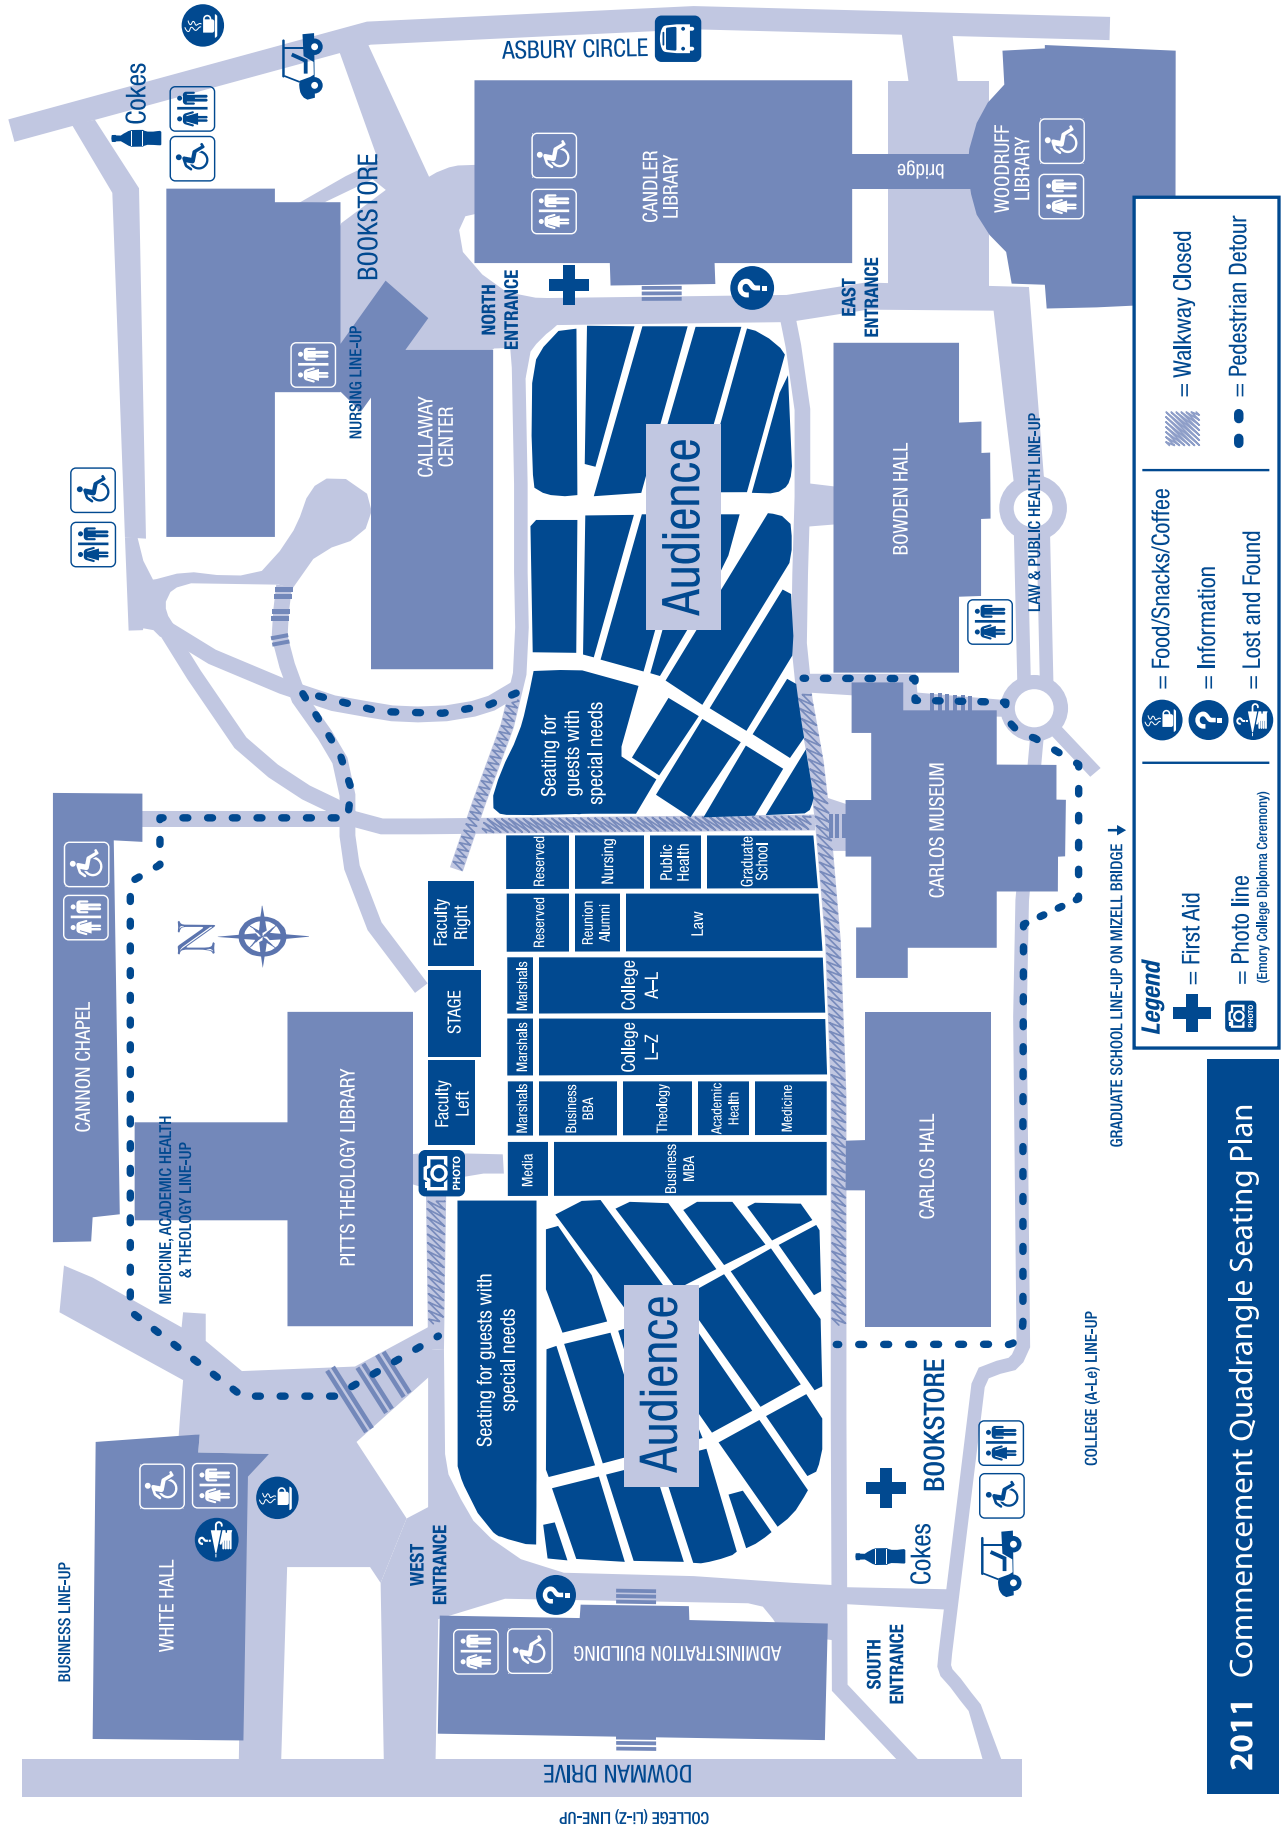 2011 Commencement Quadrangle Seating Plan
BUSINESS LINE-UP
WHITE HALL
CANNON CHAPEL
MEDICINE, ACADEMIC HEALTH
& THEOLOGY LINE-UP
PITTS THEOLOGY LIBRARY
N
Cokes
BOOKSTORE
NURSING LINE-UP
CALLAWAY
CENTER
ASBURY CIRCLE
CANDLER
LIBRARY
bridge
WOODRUFF
LIBRARY
NORTH
ENTRANCE
EAST
ENTRANCE
WEST
ENTRANCE
SOUTH
ENTRANCE
PHOTO
Faculty
Left
STAGE
Faculty
Right
Seating for guests with
special needs
Audience
Media
Business
MBA
Marshals
Business
BBA
Theology
Academic
Health
Medicine
Marshals
College
L–Z
Marshals
College
A–L
Reserved
Reunion
Alumni
Law
Reserved
Nursing
Public
Health
Graduate
School
Seating for
guests with
special needs
Audience
ADMINISTRATION BUILDING
DOWMAN DRIVE
COLLEGE (Li-Z) LINE-UP
Cokes
BOOKSTORE
CARLOS HALL
CARLOS MUSEUM
BOWDEN HALL
LAW & PUBLIC HEALTH LINE-UP
COLLEGE (A-Le) LINE-UP
GRADUATE SCHOOL LINE-UP ON MIZELL BRIDGE
Legend
= First Aid
PHOTO
= Photo line
(Emory College Diploma Ceremony)
= Food/Snacks/Coffee
= Information
= Lost and Found
= Walkway Closed
= Pedestrian Detour